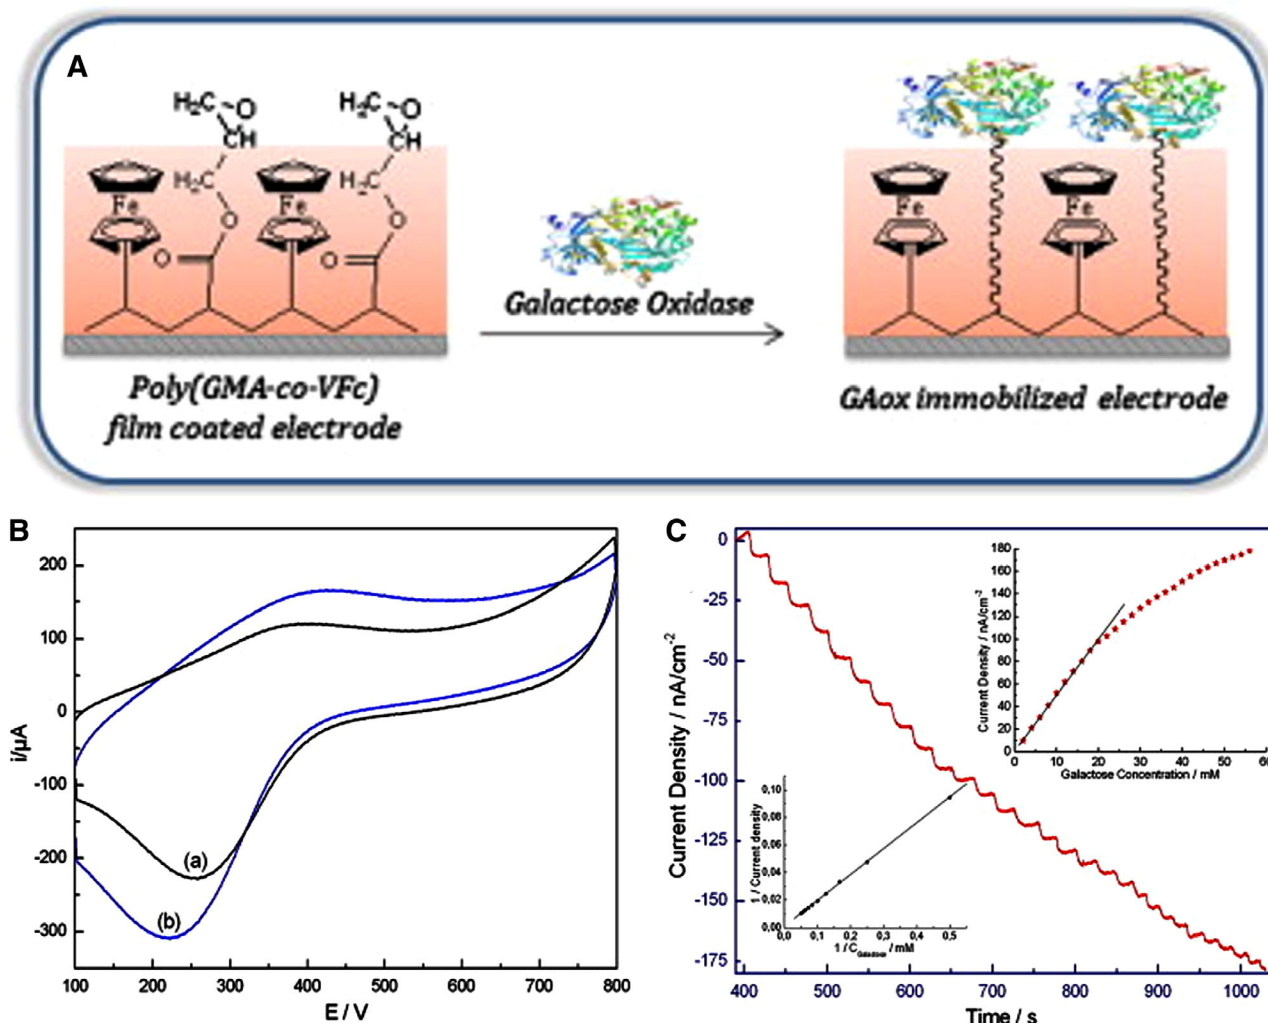 A
H₂C O
CH
H₂C
O
O
Fe
H₂C O
CH
H₂C
O
O
Fe
Galactose Oxidase
Fe
Fe
Poly(GMA-co-VFc)
film coated electrode
GAox immobilized electrode
B
200
100
0
-100
-200
-300
i/µA
(a)
(b)
100 200 300 400 500 600 700 800
E / V
C
0
-25
-50
-75
-100
-125
-150
-175
Current Density / nA/cm⁻²
400 500 600 700 800 900 1000
Time / s
180
160
140
120
100
80
60
40
20
0
Current Density / nA/cm⁻²
0 10 20 30 40 50 60
Galactose Concentration / mM
0,10
0,08
0,06
0,04
0,02
0,00
1 / Current density
0,0 0,1 0,2 0,3 0,4 0,5
1 / C Galactose / mM